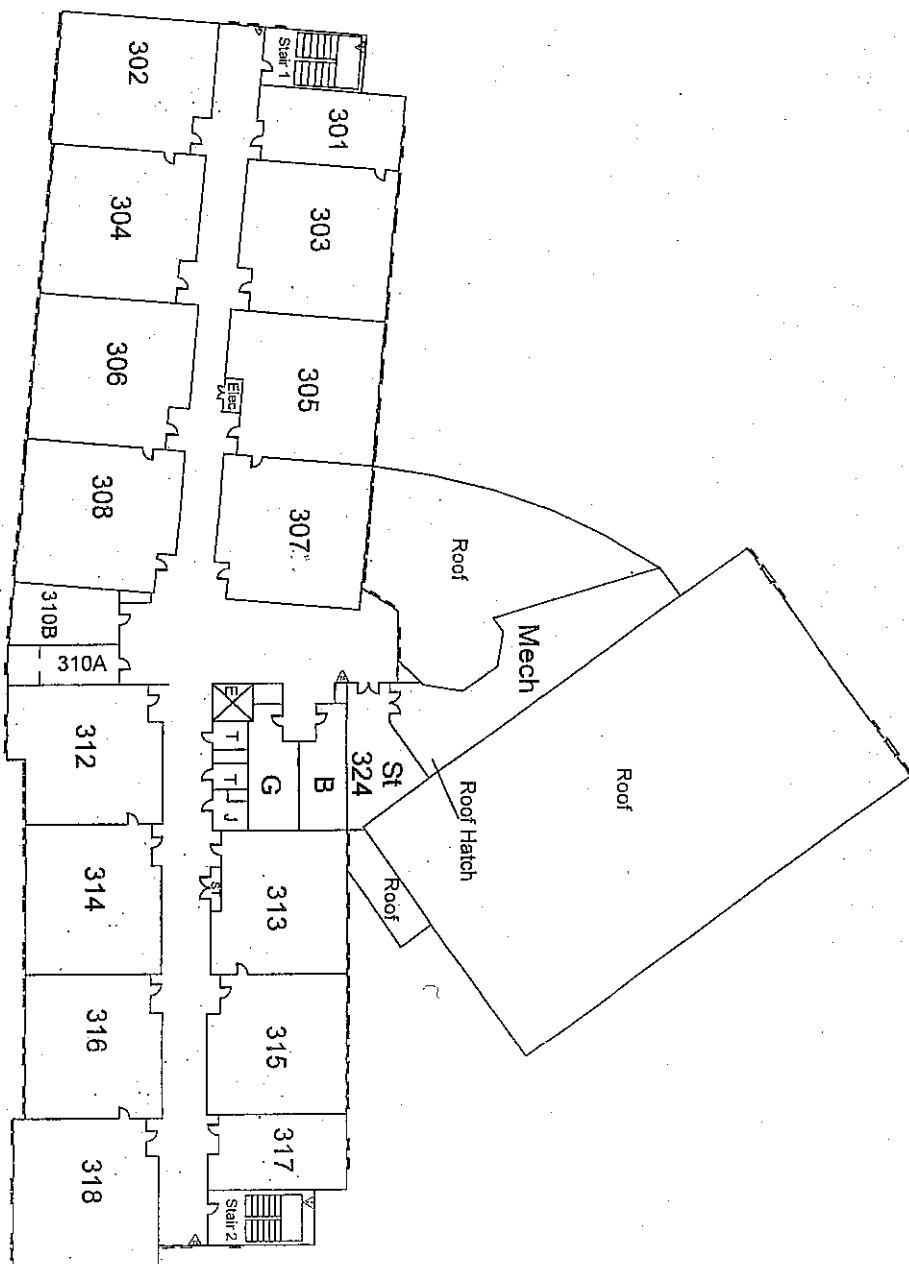 302
Stair 1
301
304
303
306
Elec
305
308
307
Roof
310B
310A
Mech
E
312
T
T
J
G
B
St
324
Roof Hatch
Roof
314
ST
313
Roof
316
315
318
317
Stair 2